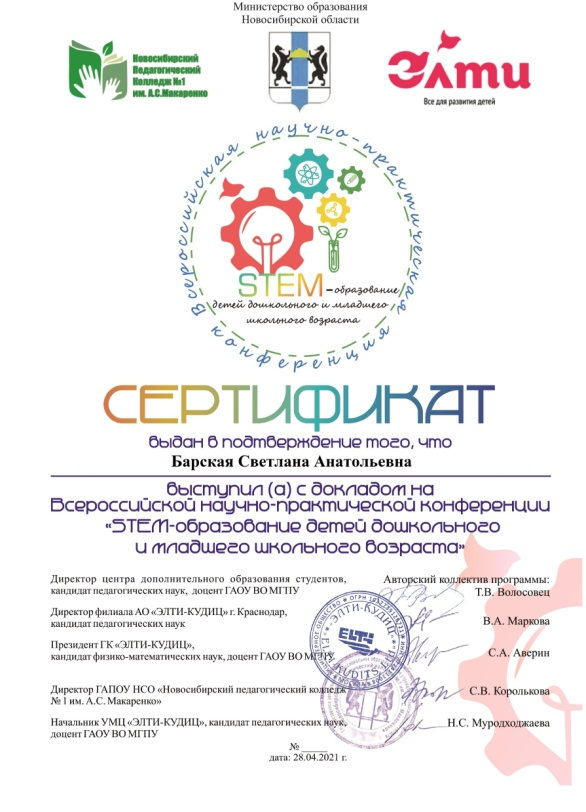 Министерство образования
Новосибирской области
Новосибирский
Педагогический
Колледж №1
им. А.С.Макаренко
Элти
Все для развития детей
Всероссийская научно-практическая конференция
STEM-образование
детей дошкольного и младшего
школьного возраста
СЕРТИФИКАТ
выдан в подтверждение того, что
Барская Светлана Анатольевна
выступил (а) с докладом на
Всероссийской научно-практической конференции
«STEM-образование детей дошкольного
и младшего школьного возраста»
Директор центра дополнительного образования студентов,
кандидат педагогических наук, доцент ГАОУ ВО МГПУ
Авторский коллектив программы:
Т.В. Волосовец
Директор филиала АО «ЭЛТИ-КУДИЦ» г. Краснодар,
кандидат педагогических наук
В.А. Маркова
Президент ГК «ЭЛТИ-КУДИЦ»,
кандидат физико-математических наук, доцент ГАОУ ВО МГПУ
С.А. Аверин
Директор ГАПОУ НСО «Новосибирский педагогический колледж
№ 1 им. А.С. Макаренко»
С.В. Королькова
Начальник УМЦ «ЭЛТИ-КУДИЦ», кандидат педагогических наук,
доцент ГАОУ ВО МГПУ
Н.С. Муродходжаева
«ЭЛТИ-КУДИЦ»
ELTI
KUDITS
№
дата: 28.04.2021 г.